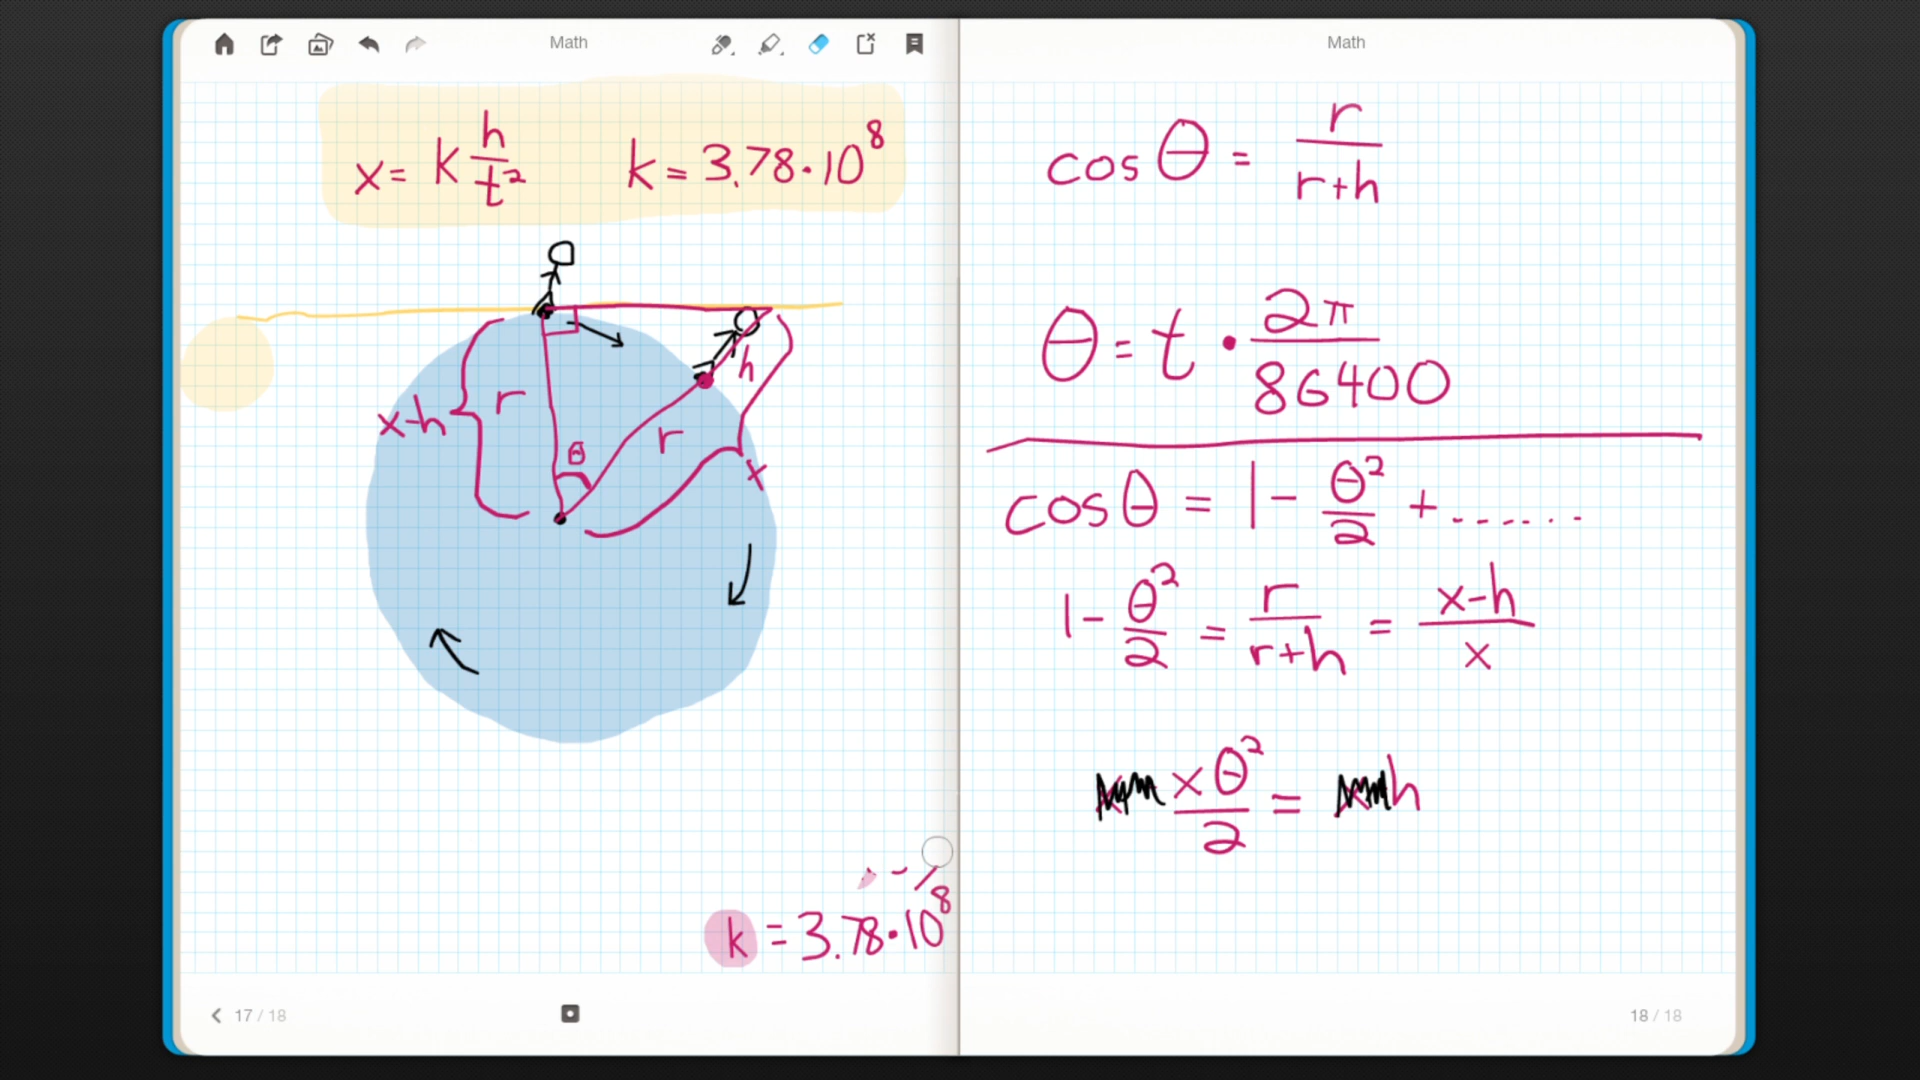 Math
x = k h/t²   k = 3.78·10⁸
x-h
r
θ
r
h
x
k = 3.78·10⁸
17 / 18
Math
cos θ = r/(r+h)
θ = t · 2π/86400
cos θ = 1 - θ²/2 + .......
1 - θ²/2 = r/(r+h) = (x-h)/x
xθ²/2 = h
18 / 18